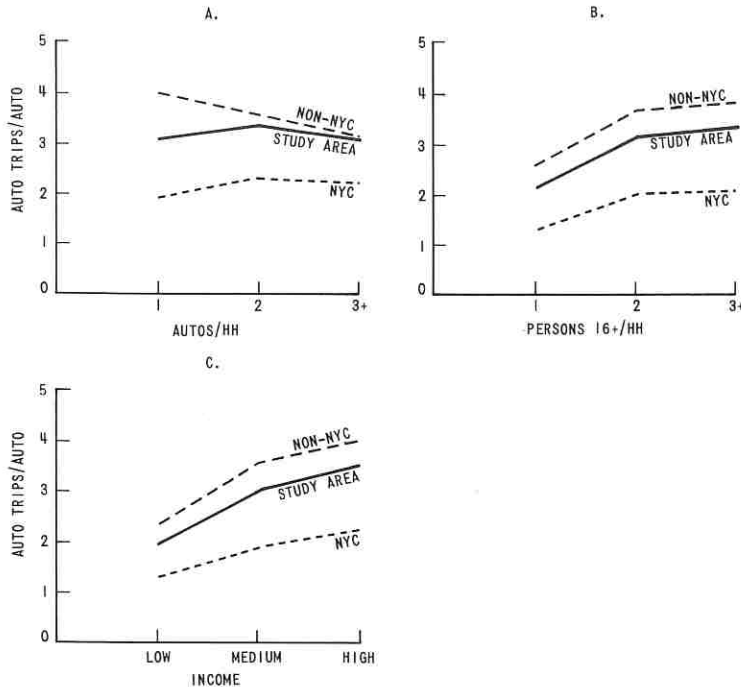 A.
5
4
3
2
1
0
AUTO TRIPS/AUTO
NON-NYC
STUDY AREA
NYC
1 2 3+
AUTOS/HH
B.
5
4
3
2
1
0
NON-NYC
STUDY AREA
NYC
1 2 3+
PERSONS 16+/HH
C.
5
4
3
2
1
0
AUTO TRIPS/AUTO
NON-NYC
STUDY AREA
NYC
LOW MEDIUM HIGH
INCOME